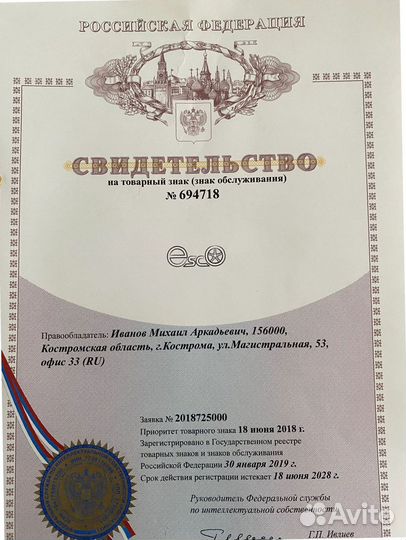 РОССИЙСКАЯ ФЕДЕРАЦИЯ
СВИДЕТЕЛЬСТВО
на товарный знак (знак обслуживания)
№ 694718
esco
Правообладатель: Иванов Михаил Аркадьевич, 156000,
Костромская область, г.Кострома, ул.Магистральная, 53,
офис 33 (RU)
Заявка № 2018725000
Приоритет товарного знака 18 июня 2018 г.
Зарегистрировано в Государственном реестре
товарных знаков и знаков обслуживания
Российской Федерации 30 января 2019 г.
Срок действия регистрации истекает 18 июня 2028 г.
Руководитель Федеральной службы
по интеллектуальной собственности
Г.П. Ивлиев
Avito